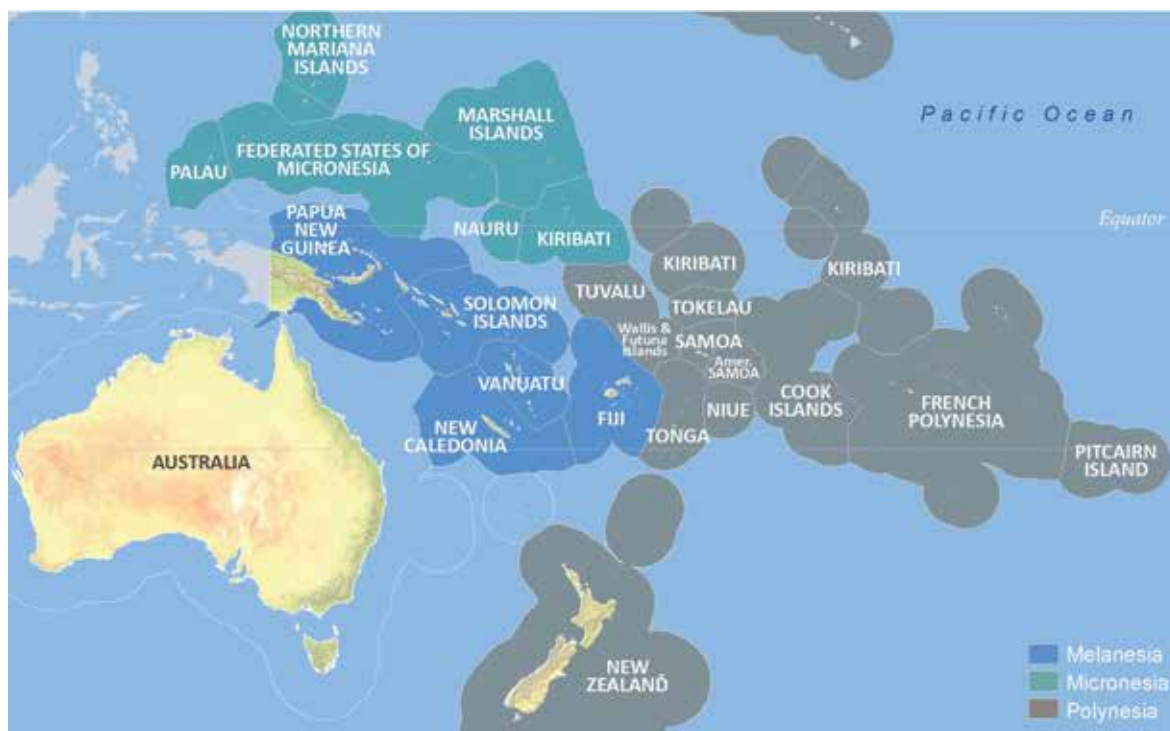 NORTHERN
MARIANA
ISLANDS
MARSHALL
ISLANDS
Pacific Ocean
FEDERATED STATES OF
MICRONESIA
PALAU
PAPUA
NEW
GUINEA
NAURU
KIRIBATI
Equator
KIRIBATI
KIRIBATI
TUVALU
TOKELAU
SOLOMON
ISLANDS
Wallis &
Futuna
Islands
SAMOA
Amer.
SAMOA
VANUATU
COOK
ISLANDS
FRENCH
POLYNESIA
NEW
CALEDONIA
FIJI
NIUE
TONGA
PITCAIRN
ISLAND
AUSTRALIA
NEW
ZEALAND
Melanesia
Micronesia
Polynesia